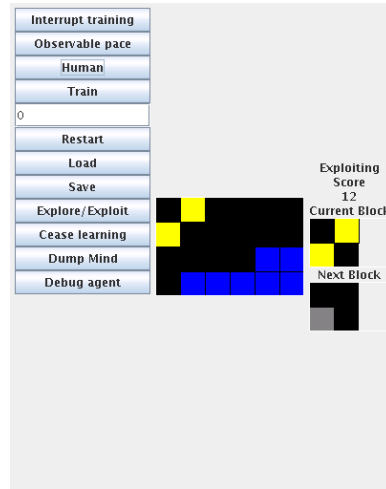 Interrupt training
Observable pace
Human
Train
0
Restart
Load
Save
Explore/Exploit
Cease learning
Dump Mind
Debug agent
Exploiting
Score
12
Current Block
Next Block